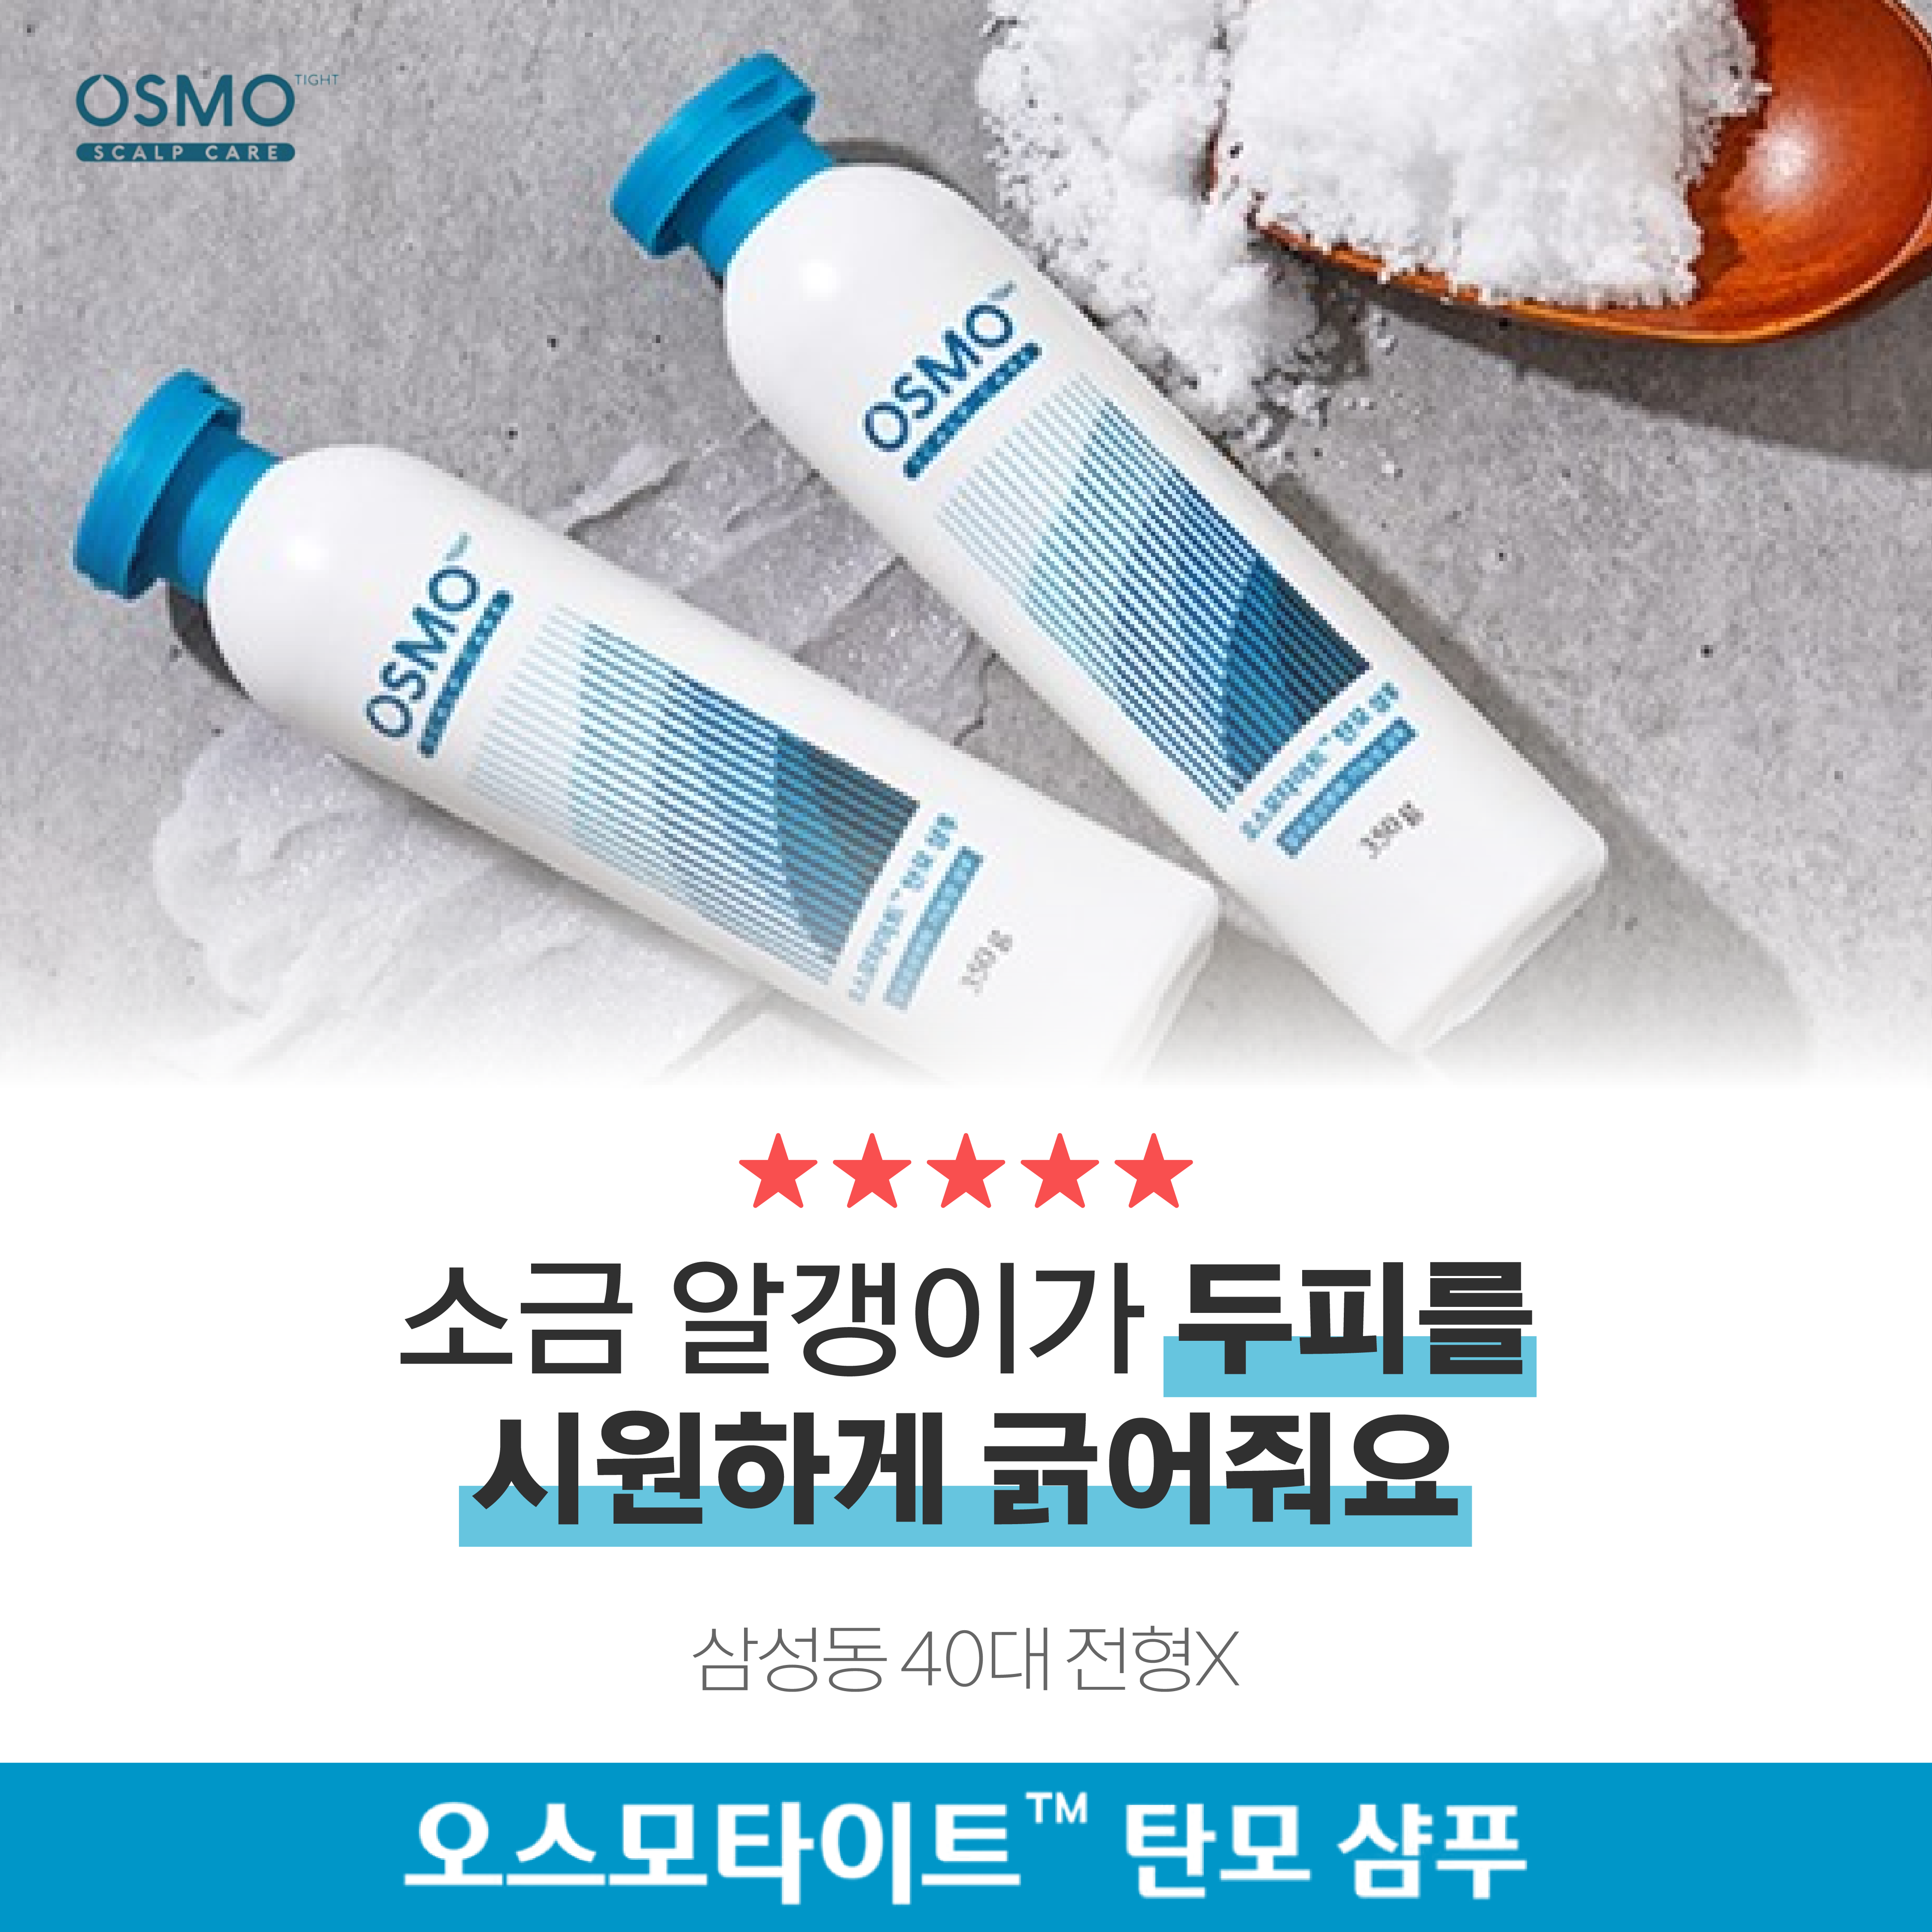 OSMO TIGHT
SCALP CARE
OSMO
350g
OSMO
350g
소금 알갱이가 두피를
시원하게 긁어줘요
삼성동 40대 전형X
오스모타이트™ 탄모 샴푸